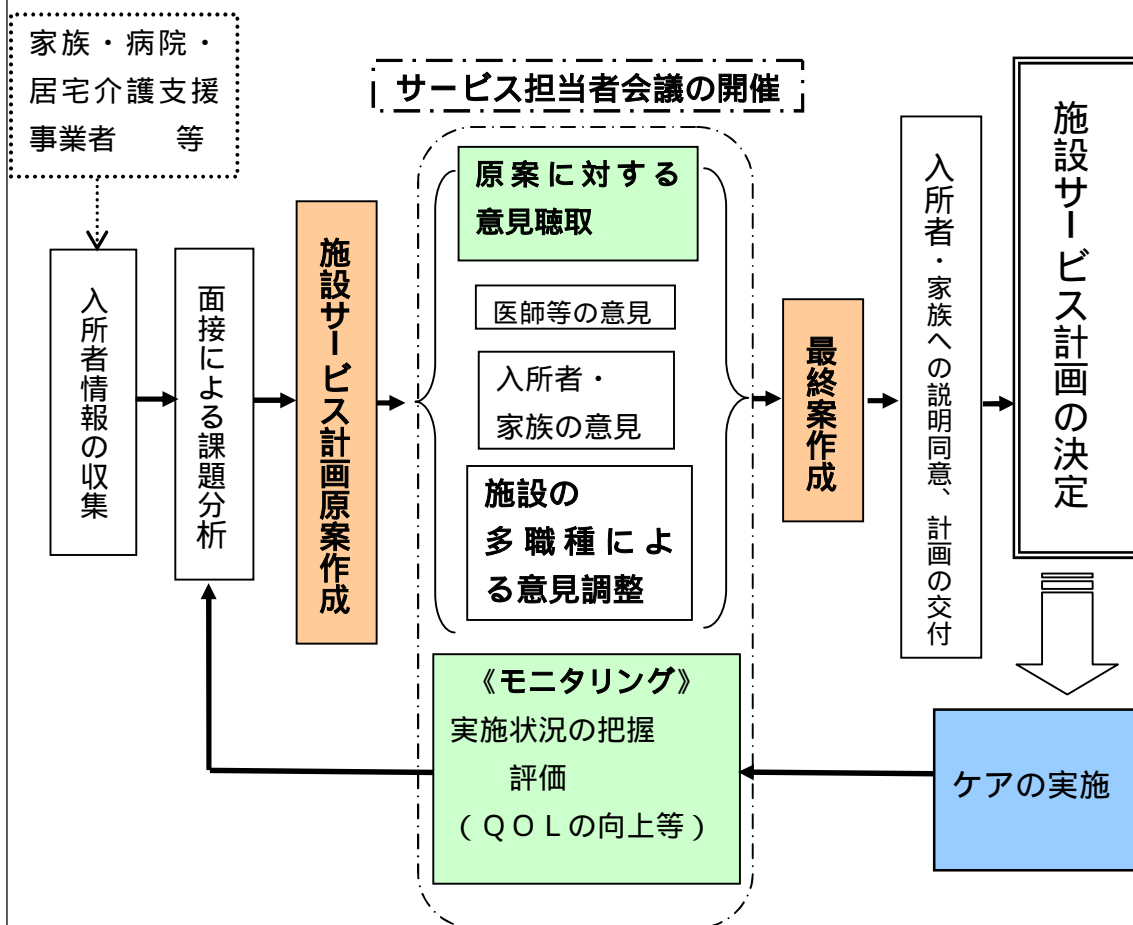 家族・病院・
居宅介護支援
事業者　　等
サービス担当者会議の開催
入所者情報の収集
面接による課題分析
施設サービス計画原案作成
原案に対する
意見聴取
医師等の意見
入所者・
家族の意見
施設の
多職種によ
る意見調整
最終案作成
入所者・家族への説明同意、計画の交付
施設サービス計画の決定
《モニタリング》
実施状況の把握
評価
(ＱＯＬの向上等)
ケアの実施